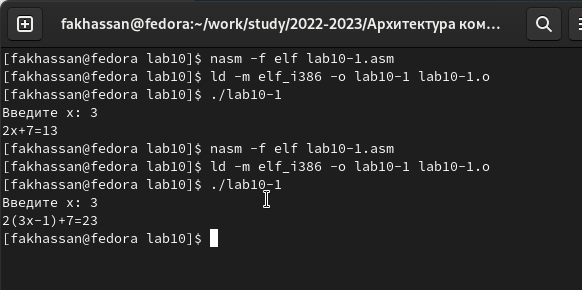 fakhassan@fedora:~/work/study/2022-2023/Архитектура ком...
[fakhassan@fedora lab10]$ nasm -f elf lab10-1.asm
[fakhassan@fedora lab10]$ ld -m elf_i386 -o lab10-1 lab10-1.o
[fakhassan@fedora lab10]$ ./lab10-1
Введите x: 3
2x+7=13
[fakhassan@fedora lab10]$ nasm -f elf lab10-1.asm
[fakhassan@fedora lab10]$ ld -m elf_i386 -o lab10-1 lab10-1.o
[fakhassan@fedora lab10]$ ./lab10-1
Введите x: 3
2(3x-1)+7=23
[fakhassan@fedora lab10]$